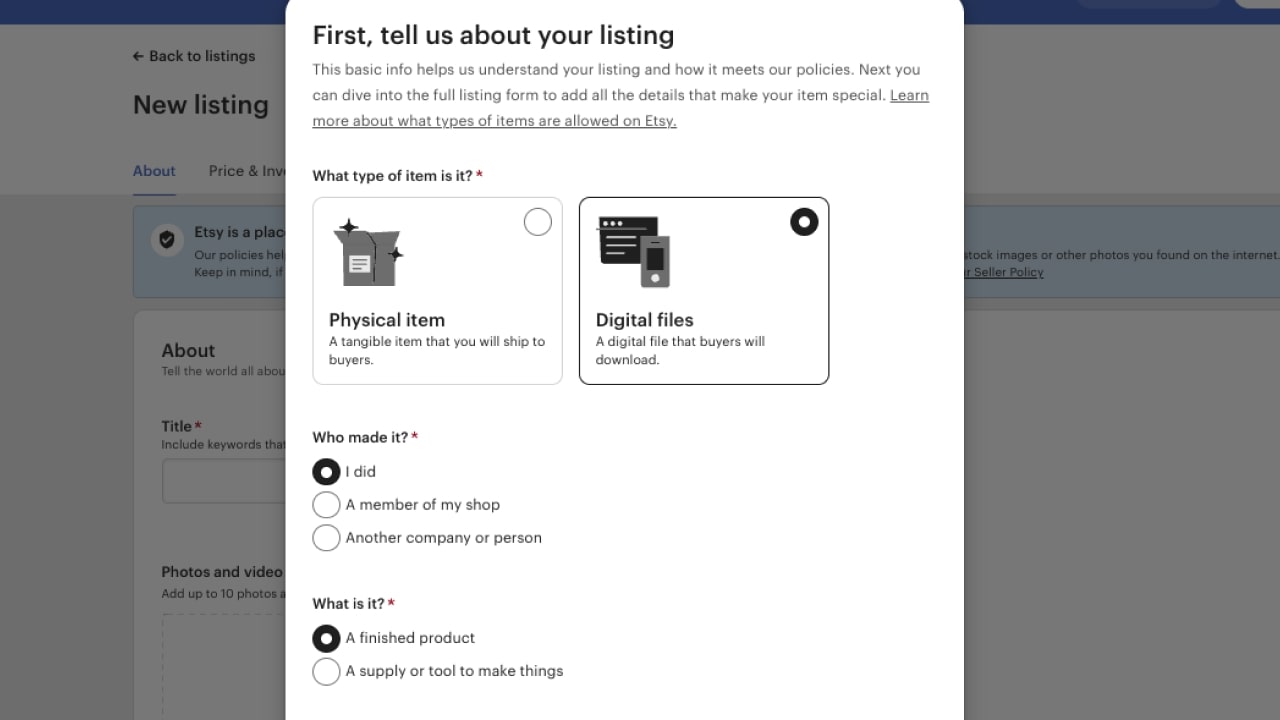 First, tell us about your listing
This basic info helps us understand your listing and how it meets our policies. Next you
can dive into the full listing form to add all the details that make your item special. Learn
more about what types of items are allowed on Etsy.
← Back to listings
New listing
About
Price & Inve
What type of item is it? *
Etsy is a plac
Our policies hel
Keep in mind, if
stock images or other photos you found on the internet.
r Seller Policy
Physical item
A tangible item that you will ship to
buyers.
Digital files
A digital file that buyers will
download.
About
Tell the world all abou
Title *
Include keywords that
Who made it? *
I did
A member of my shop
Another company or person
Photos and video
Add up to 10 photos a
What is it? *
A finished product
A supply or tool to make things